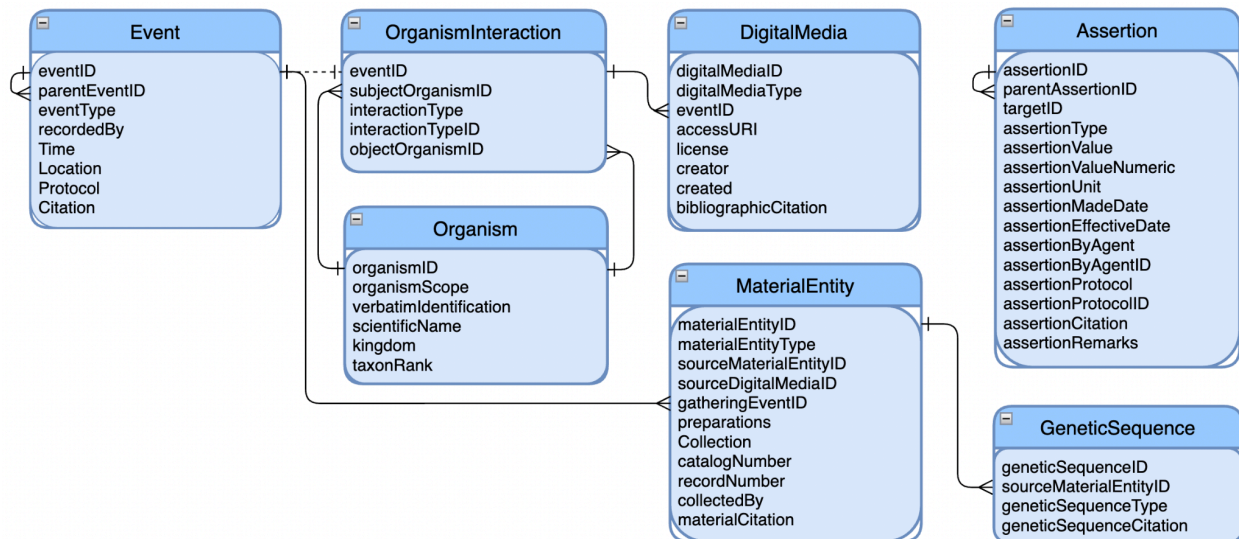 Event
eventID
parentEventID
eventType
recordedBy
Time
Location
Protocol
Citation
OrganismInteraction
eventID
subjectOrganismID
interactionType
interactionTypeID
objectOrganismID
Organism
organismID
organismScope
verbatimIdentification
scientificName
kingdom
taxonRank
DigitalMedia
digitalMediaID
digitalMediaType
eventID
accessURI
license
creator
created
bibliographicCitation
MaterialEntity
materialEntityID
materialEntityType
sourceMaterialEntityID
sourceDigitalMediaID
gatheringEventID
preparations
Collection
catalogNumber
recordNumber
collectedBy
materialCitation
Assertion
assertionID
parentAssertionID
targetID
assertionType
assertionValue
assertionValueNumeric
assertionUnit
assertionMadeDate
assertionEffectiveDate
assertionByAgent
assertionByAgentID
assertionProtocol
assertionProtocolID
assertionCitation
assertionRemarks
GeneticSequence
geneticSequenceID
sourceMaterialEntityID
geneticSequenceType
geneticSequenceCitation